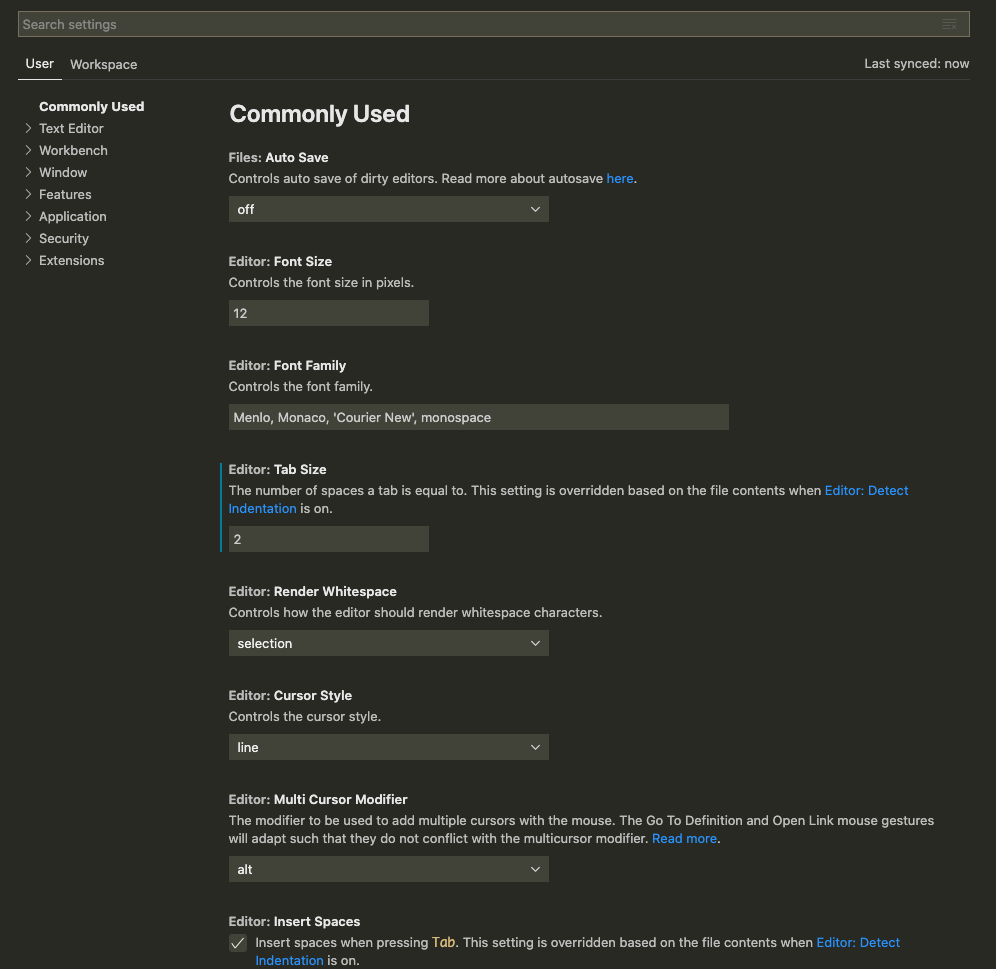 Search settings
User
Workspace
Last synced: now
Commonly Used
Text Editor
Workbench
Window
Features
Application
Security
Extensions
Commonly Used
Files: Auto Save
Controls auto save of dirty editors. Read more about autosave here.
off
Editor: Font Size
Controls the font size in pixels.
12
Editor: Font Family
Controls the font family.
Menlo, Monaco, 'Courier New', monospace
Editor: Tab Size
The number of spaces a tab is equal to. This setting is overridden based on the file contents when Editor: Detect
Indentation is on.
2
Editor: Render Whitespace
Controls how the editor should render whitespace characters.
selection
Editor: Cursor Style
Controls the cursor style.
line
Editor: Multi Cursor Modifier
The modifier to be used to add multiple cursors with the mouse. The Go To Definition and Open Link mouse gestures
will adapt such that they do not conflict with the multicursor modifier. Read more.
alt
Editor: Insert Spaces
Insert spaces when pressing Tab. This setting is overridden based on the file contents when Editor: Detect
Indentation is on.